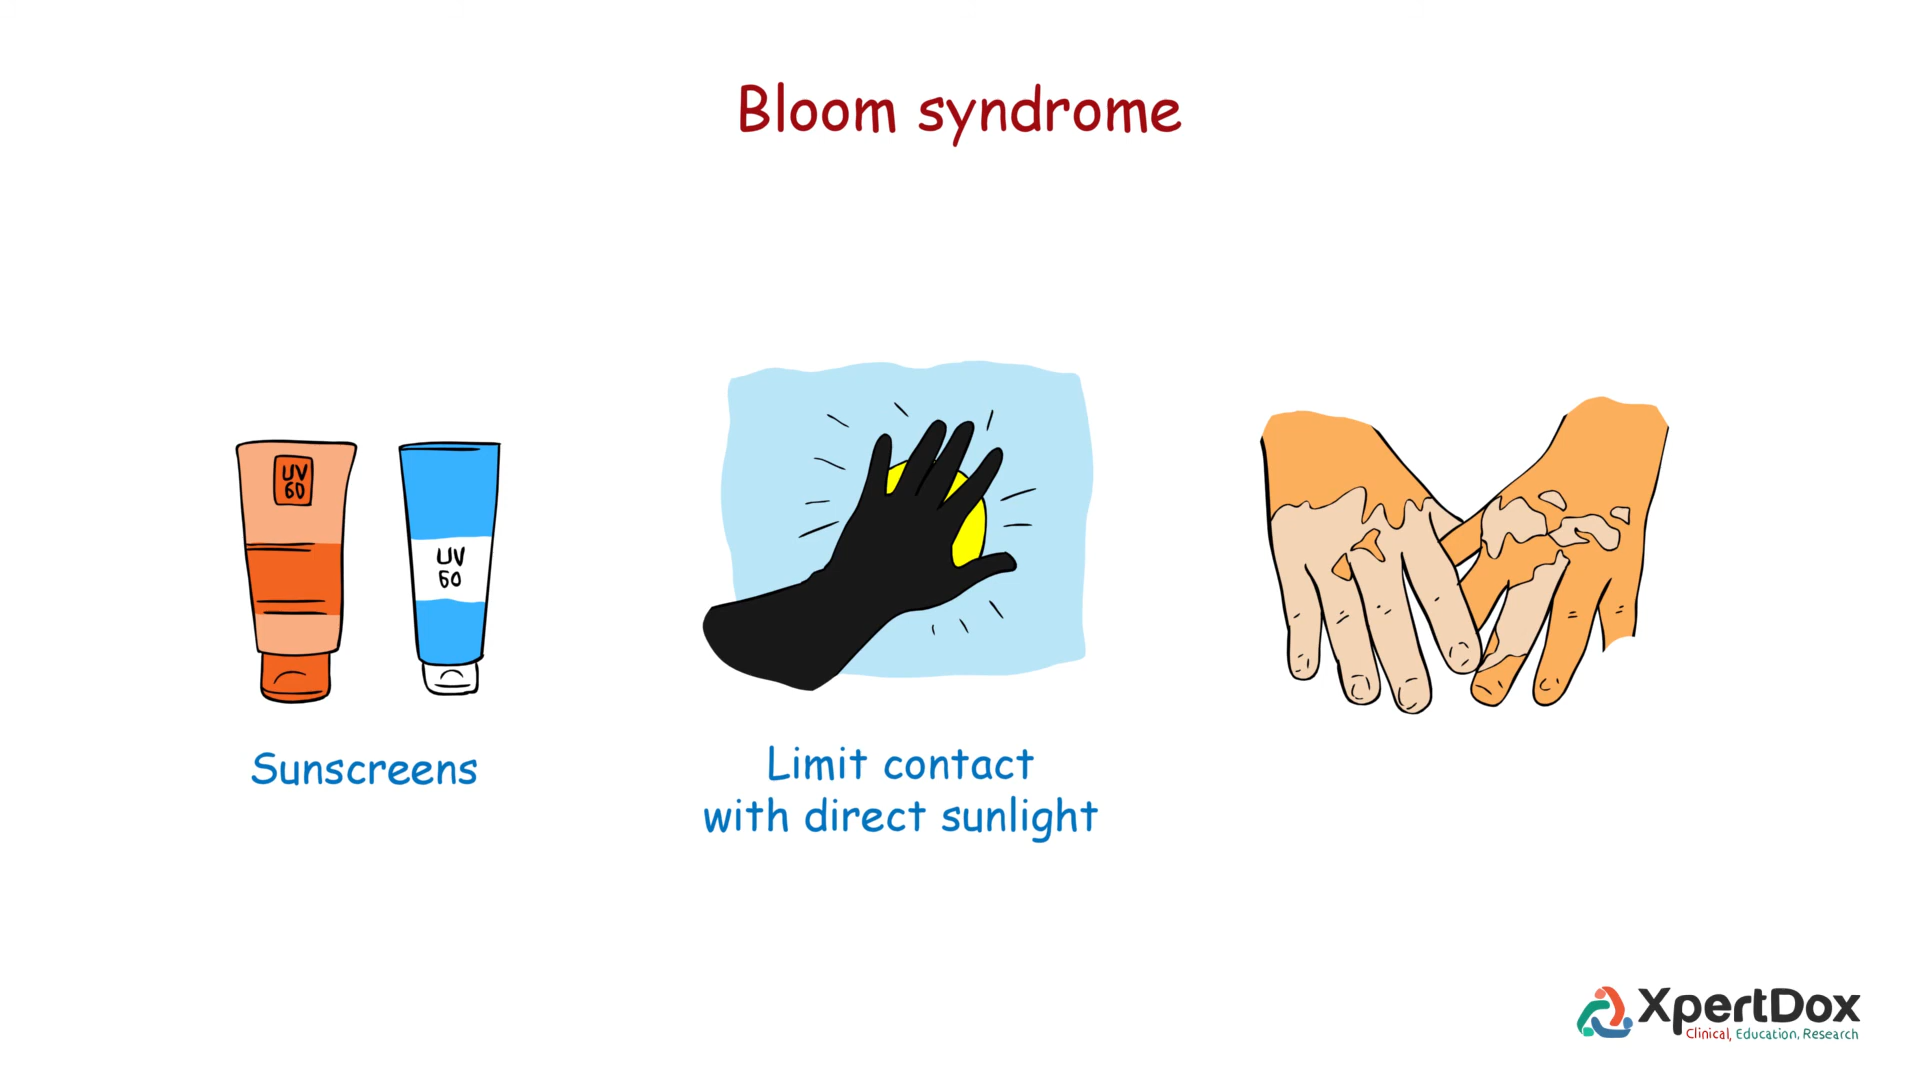 Bloom syndrome
UV
60
UV
60
Sunscreens
Limit contact
with direct sunlight
XpertDox
Clinical, Education, Research